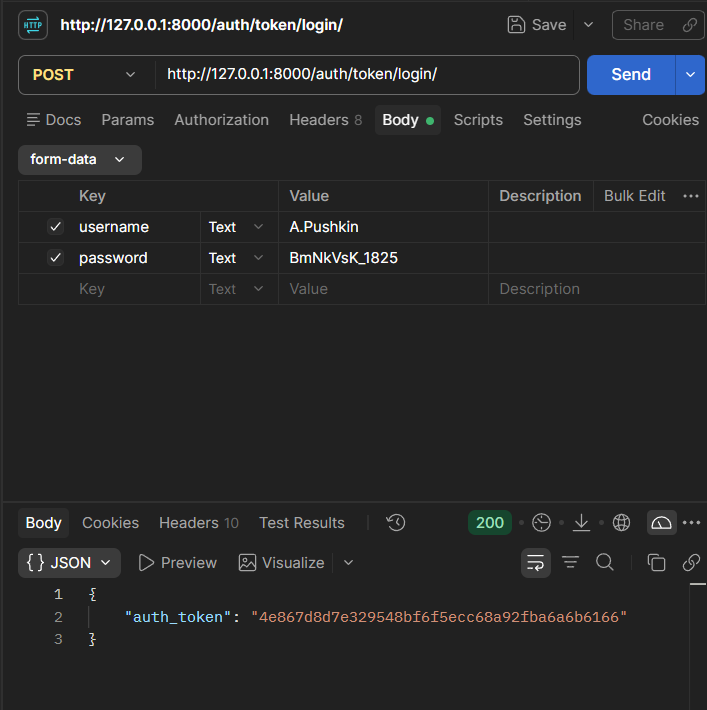 HTTP http://127.0.0.1:8000/auth/token/login/ Save Share
POST http://127.0.0.1:8000/auth/token/login/ Send
Docs Params Authorization Headers 8 Body Scripts Settings Cookies
form-data
Key Value Description Bulk Edit
username Text A.Pushkin
password Text BmNkVsK_1825
Key Text Value Description
Body Cookies Headers 10 Test Results 200
{} JSON Preview Visualize
1 {
2 "auth_token": "4e867d8d7e329548bf6f5ecc68a92fba6a6b6166"
3 }